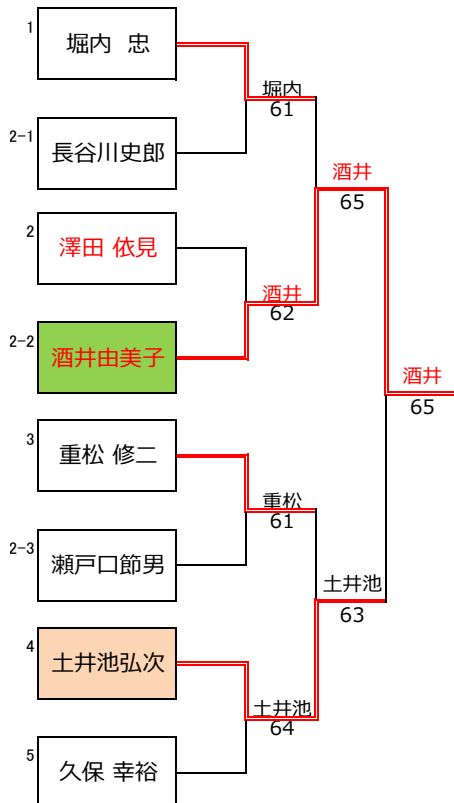 1
堀内 忠
堀内
61
2-1
長谷川史郎
酒井
65
2
澤田 依見
酒井
62
2-2
酒井由美子
酒井
65
3
重松 修二
重松
61
2-3
瀬戸口節男
土井池
63
4
土井池弘次
土井池
64
5
久保 幸裕